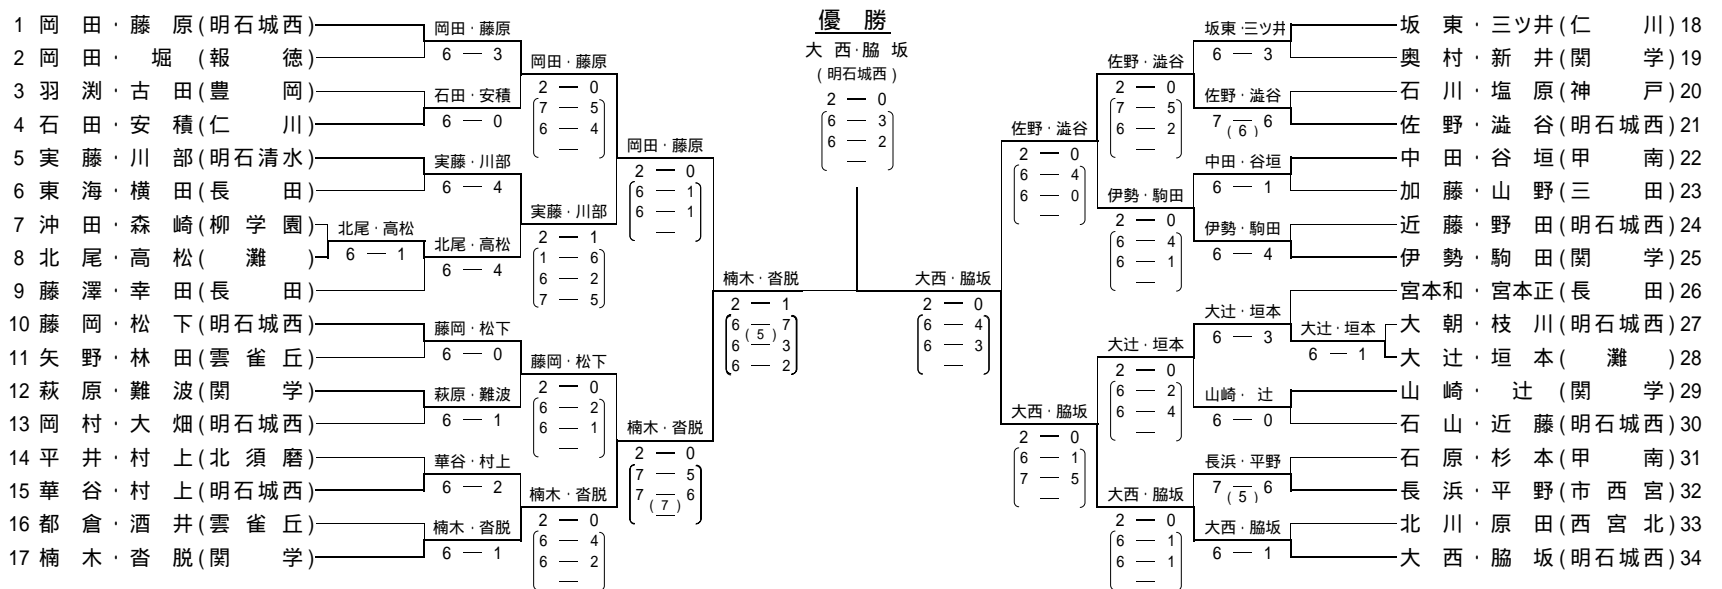 優 勝
大 西・脇 坂
(明石城西)
2 — 0
6 — 3
6 — 2
—
1 岡 田・藤 原(明石城西)
2 岡 田・ 堀(報 徳)
3 羽 渕・古 田(豊 岡)
4 石 田・安 積(仁 川)
5 実 藤・川 部(明石清水)
6 東 海・横 田(長 田)
7 沖 田・森 崎(柳 学 園)
8 北 尾・高 松( 灘 )
9 藤 澤・幸 田(長 田)
10 藤 岡・松 下(明石城西)
11 矢 野・林 田(雲 雀 丘)
12 萩 原・難 波(関 学)
13 岡 村・大 畑(明石城西)
14 平 井・村 上(北 須 磨)
15 華 谷・村 上(明石城西)
16 都 倉・酒 井(雲 雀 丘)
17 楠 木・沓 脱(関 学)
北尾・高松
6 — 1
岡田・藤原
6 — 3
石田・安積
6 — 0
実藤・川部
6 — 4
北尾・高松
6 — 4
藤岡・松下
6 — 0
萩原・難波
6 — 1
華谷・村上
6 — 2
楠木・沓脱
6 — 1
岡田・藤原
2 — 0
7 — 5
6 — 4
—
実藤・川部
2 — 1
1 — 6
6 — 2
7 — 5
藤岡・松下
2 — 0
6 — 2
6 — 1
—
楠木・沓脱
2 — 0
6 — 4
6 — 2
—
岡田・藤原
2 — 0
6 — 1
6 — 1
—
楠木・沓脱
2 — 0
7 — 5
7 — 6
(7)
—
楠木・沓脱
2 — 1
6 — 7
(5)
6 — 3
6 — 2
大西・脇坂
2 — 0
6 — 4
6 — 3
—
佐野・澁谷
2 — 0
6 — 4
6 — 0
—
大西・脇坂
2 — 0
6 — 1
7 — 5
—
佐野・澁谷
2 — 0
7 — 5
6 — 2
—
伊勢・駒田
2 — 0
6 — 4
6 — 1
—
大辻・垣本
2 — 0
6 — 2
6 — 4
—
大西・脇坂
2 — 0
6 — 1
6 — 1
—
坂東・三ツ井
6 — 3
佐野・澁谷
7 — 6
(6)
中田・谷垣
6 — 1
伊勢・駒田
6 — 4
大辻・垣本
6 — 3
山崎・ 辻
6 — 0
長浜・平野
7 — 6
(5)
大西・脇坂
6 — 1
大辻・垣本
6 — 1
坂 東・三ツ井(仁 川)18
奥 村・新 井(関 学)19
石 川・塩 原(神 戸)20
佐 野・澁 谷(明石城西)21
中 田・谷 垣(甲 南)22
加 藤・山 野(三 田)23
近 藤・野 田(明石城西)24
伊 勢・駒 田(関 学)25
宮本和・宮本正(長 田)26
大 朝・枝 川(明石城西)27
大 辻・垣 本( 灘 )28
山 崎・ 辻 (関 学)29
石 山・近 藤(明石城西)30
石 原・杉 本(甲 南)31
長 浜・平 野(市 西 宮)32
北 川・原 田(西 宮 北)33
大 西・脇 坂(明石城西)34